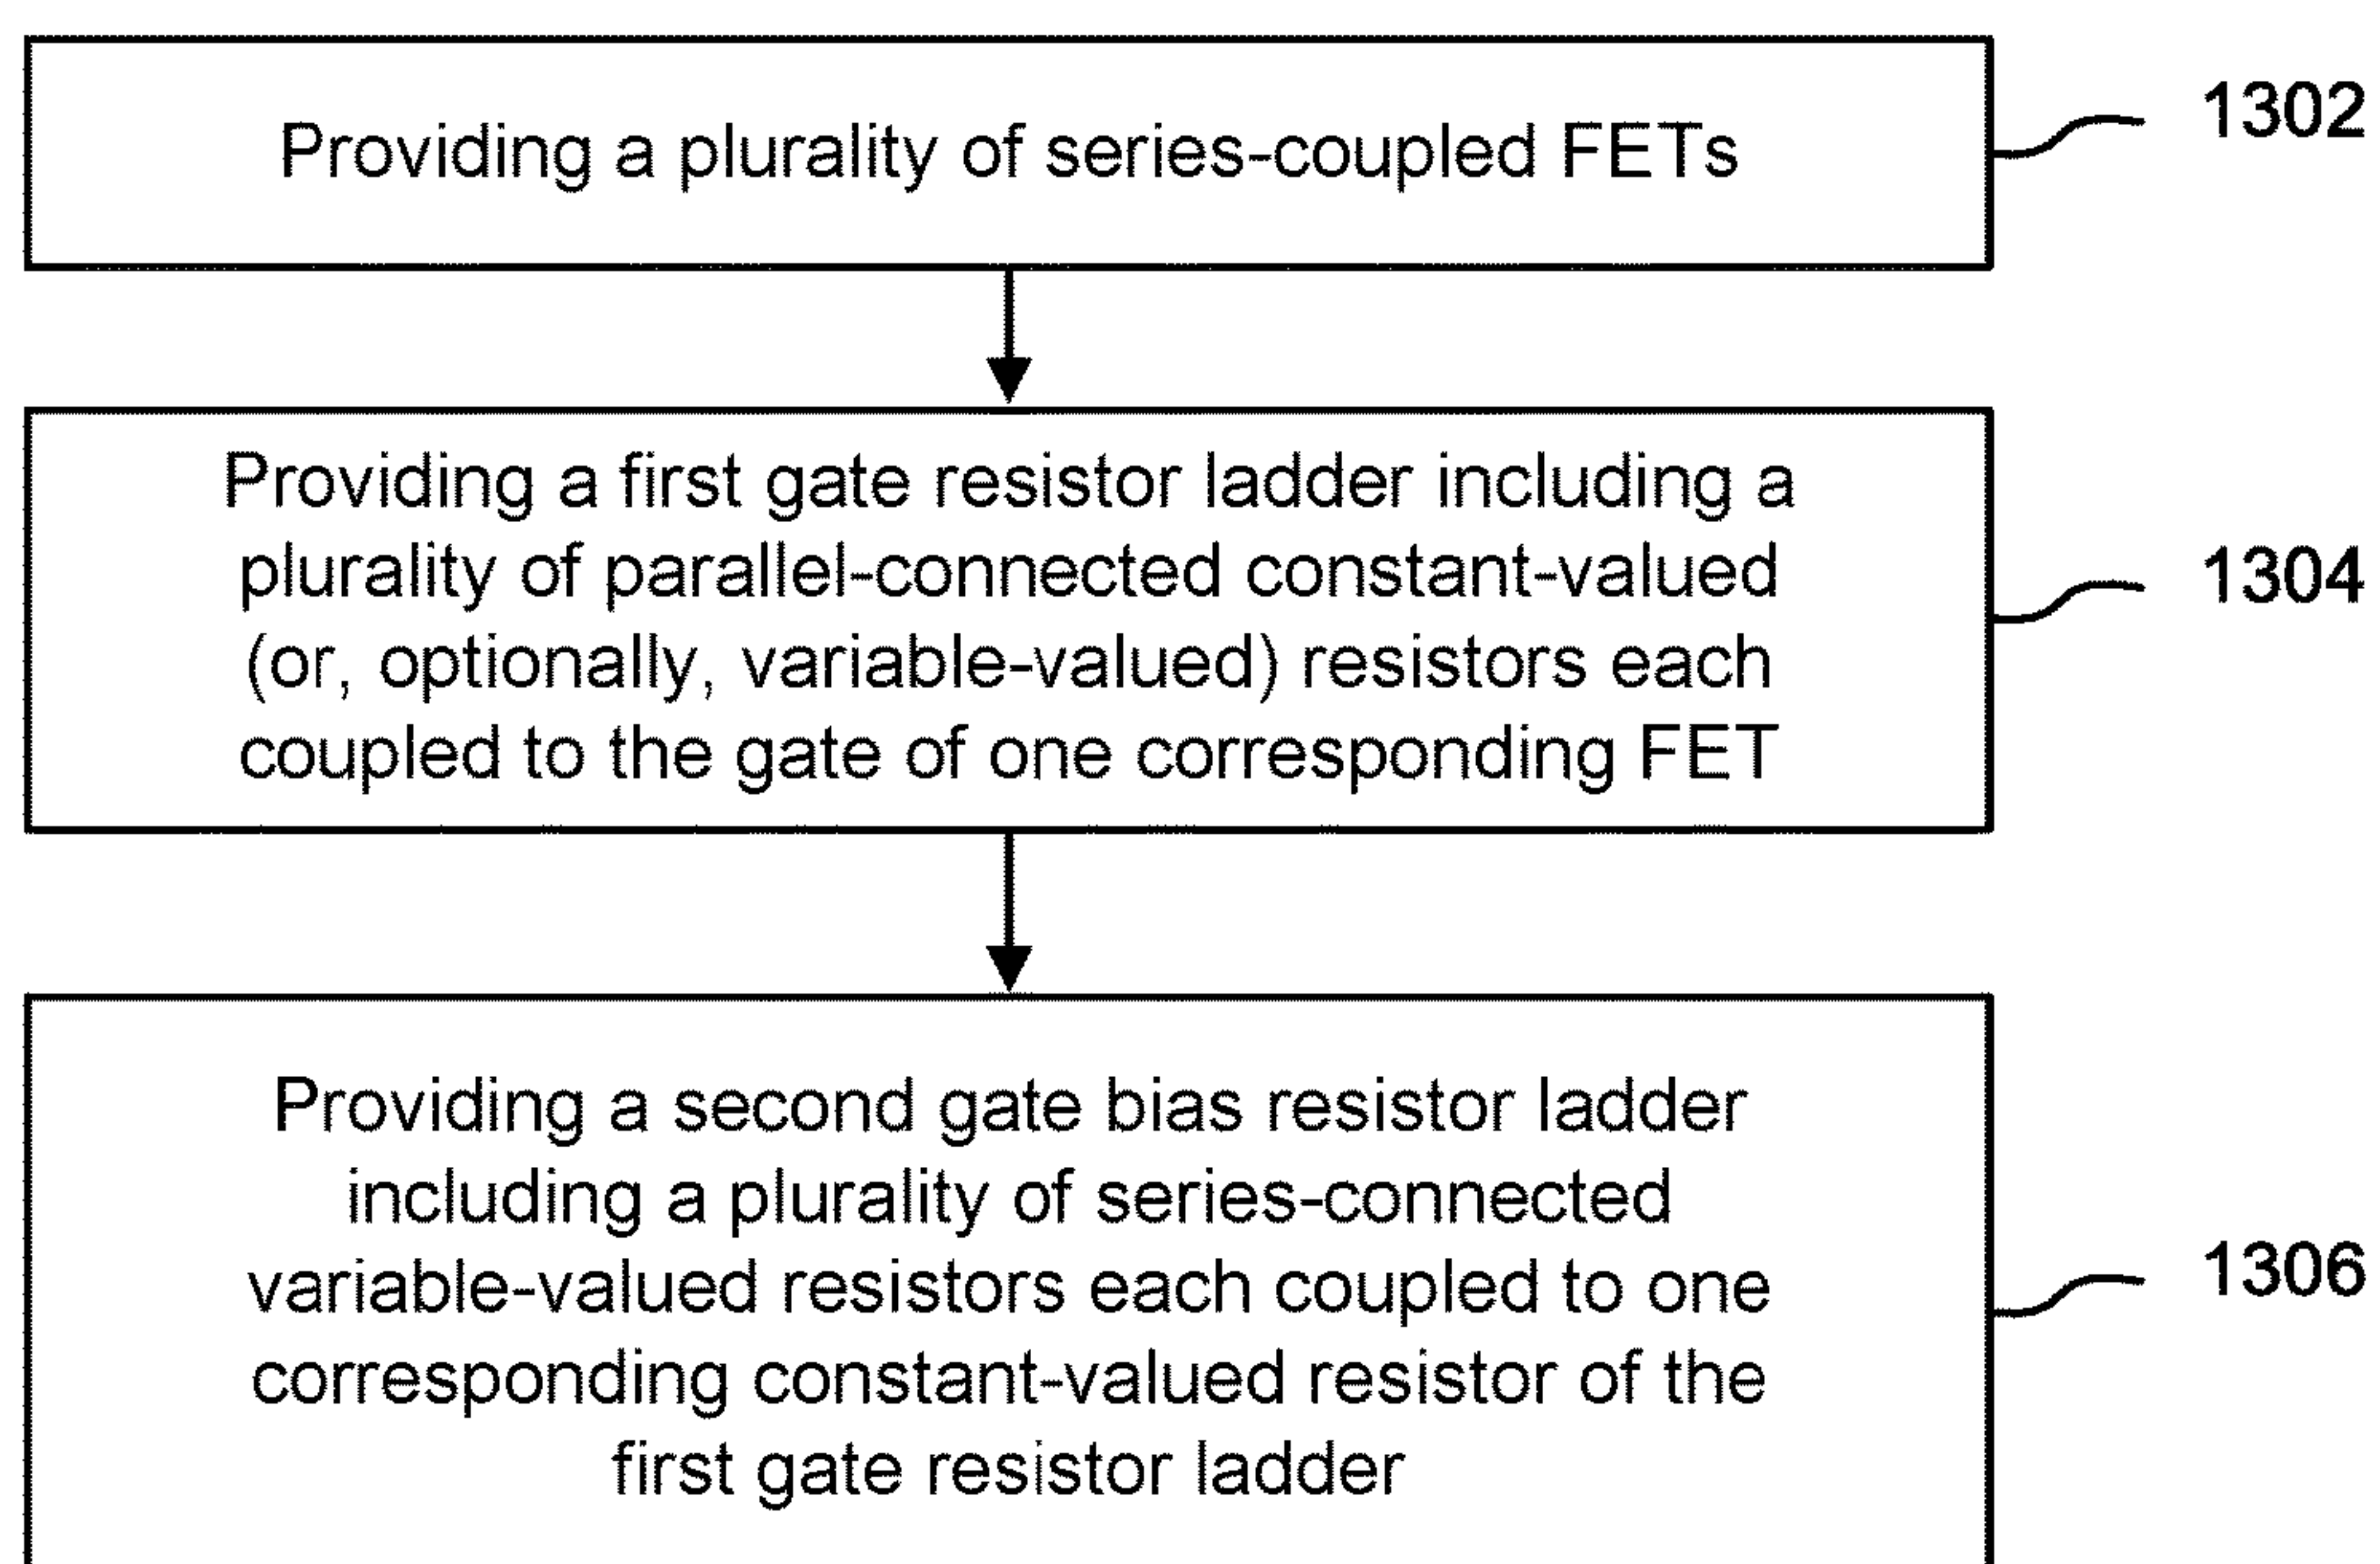 Providing a plurality of series-coupled FETs
1302
Providing a first gate resistor ladder including a
plurality of parallel-connected constant-valued
(or, optionally, variable-valued) resistors each
coupled to the gate of one corresponding FET
1304
Providing a second gate bias resistor ladder
including a plurality of series-connected
variable-valued resistors each coupled to one
corresponding constant-valued resistor of the
first gate resistor ladder
1306